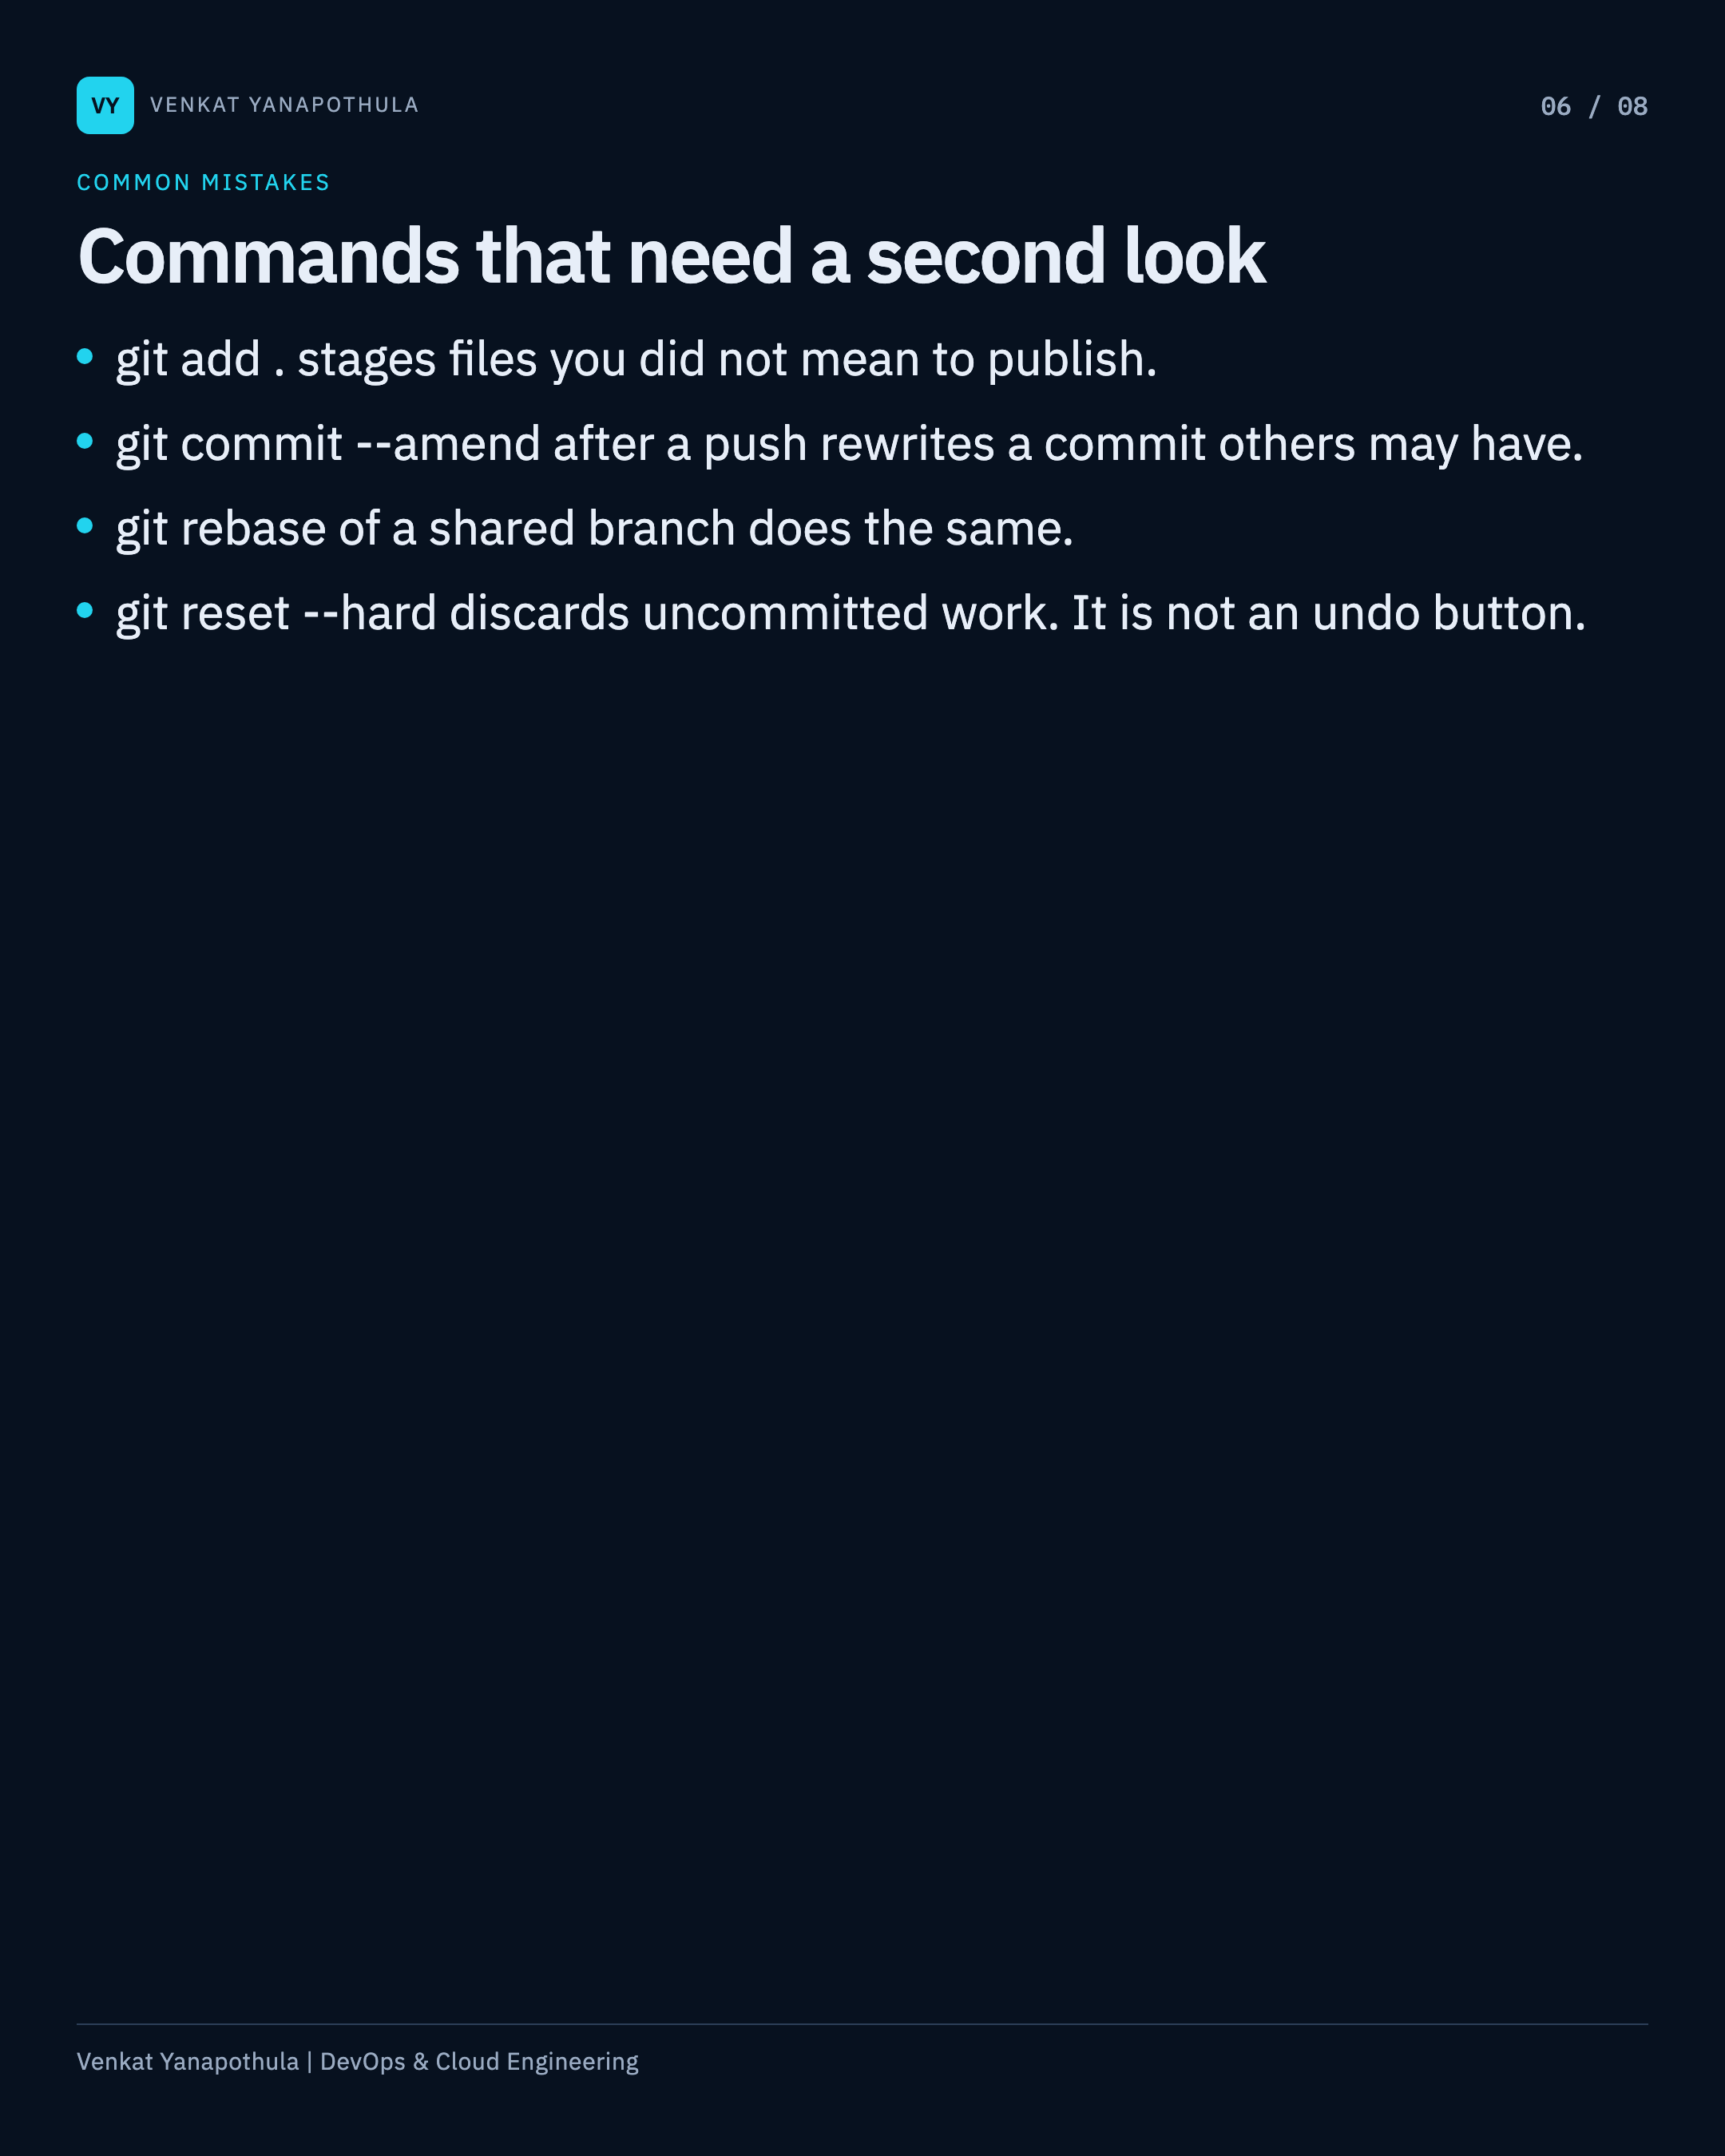 VY VENKAT YANAPOTHULA
06 / 08
COMMON MISTAKES
Commands that need a second look
git add . stages files you did not mean to publish.
git commit --amend after a push rewrites a commit others may have.
git rebase of a shared branch does the same.
git reset --hard discards uncommitted work. It is not an undo button.
Venkat Yanapothula | DevOps & Cloud Engineering